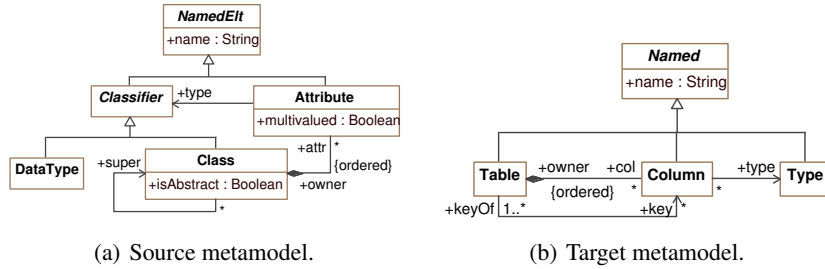 NamedElt
+name : String
Classifier
+type
Attribute
+multivalued : Boolean
+attr
*
{ordered}
+owner
DataType
+super
Class
+isAbstract : Boolean
*
(a) Source metamodel.
Named
+name : String
Table
+owner
+col
{ordered}
*
Column
*
+type
Type
+keyOf
1..*
+key
*
(b) Target metamodel.